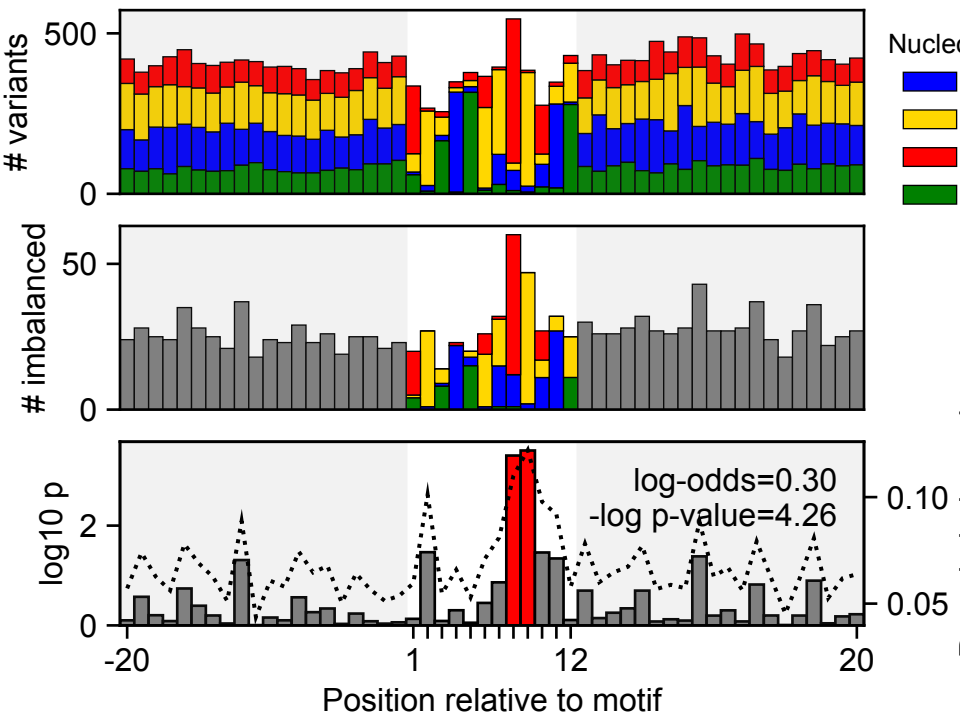 # variants
500
0
Nucleo
# imbalanced
50
0
log10 p
2
0
log-odds=0.30
-log p-value=4.26
0.10
0.05
-20
1
12
20
Position relative to motif